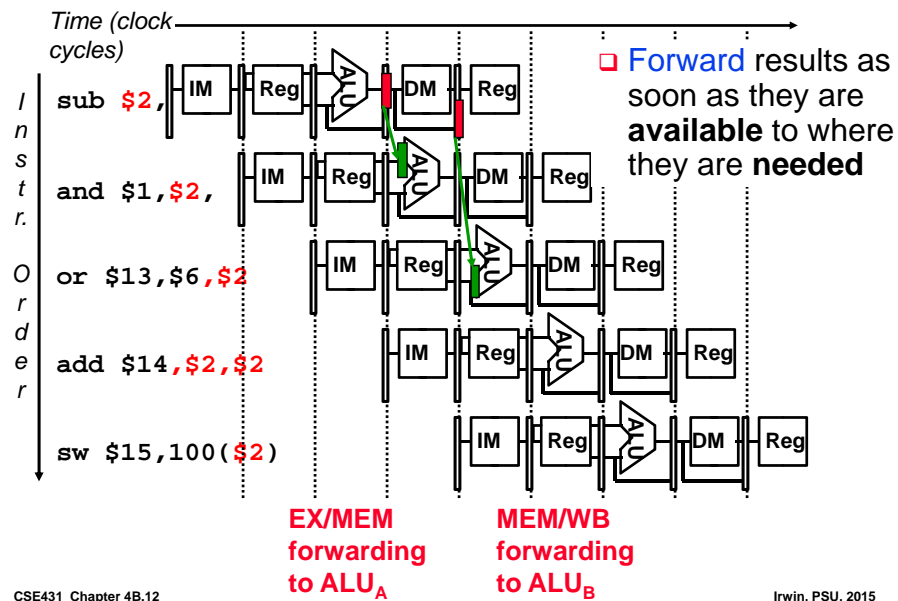 Time (clock
cycles)
I
n
s
t
r.
O
r
d
e
r
sub $2,
IM
Reg
ALU
DM
Reg
❑ Forward results as
soon as they are
available to where
they are needed
and $1,$2,
IM
Reg
ALU
DM
Reg
or $13,$6,$2
IM
Reg
ALU
DM
Reg
add $14,$2,$2
IM
Reg
ALU
DM
Reg
sw $15,100($2)
IM
Reg
ALU
DM
Reg
EX/MEM
forwarding
to ALUA
MEM/WB
forwarding
to ALUB
CSE431 Chapter 4B.12
Irwin, PSU, 2015